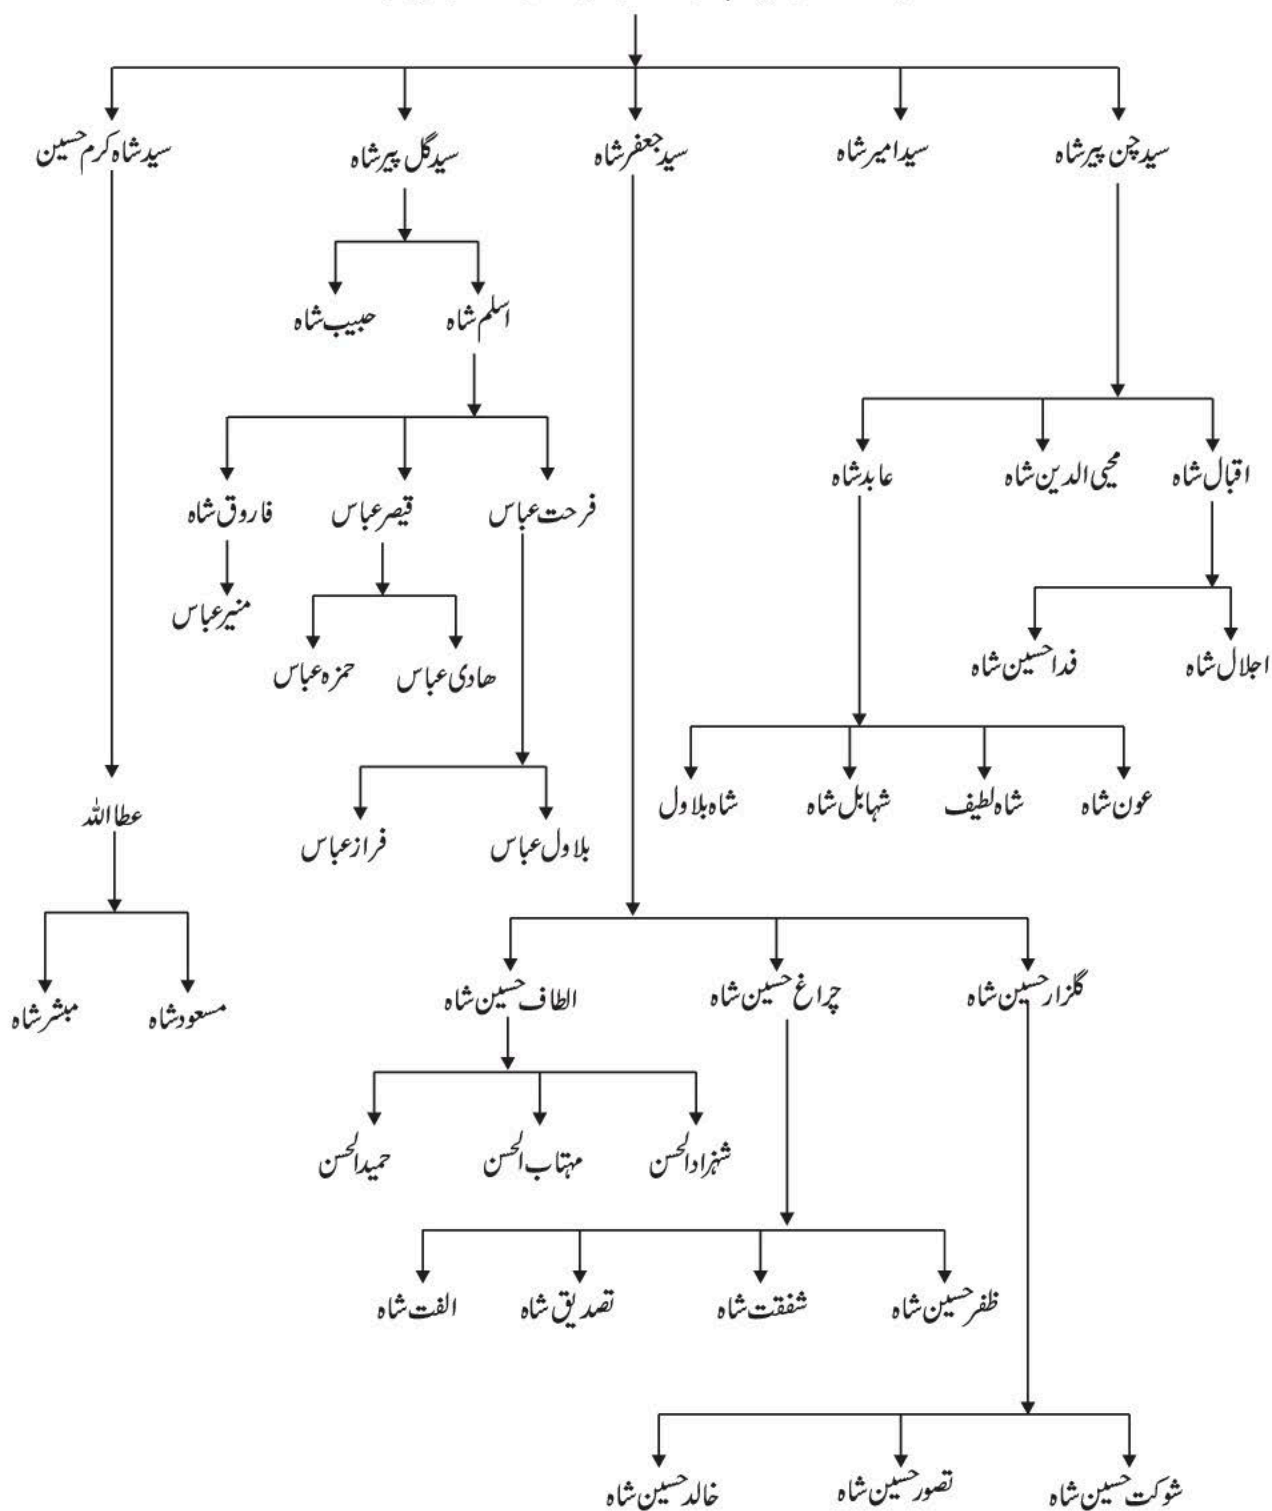 سید چن پیر شاہ سید امیر شاہ سید جعفر شاہ سید گل پیر شاہ سید شاہ کرم حسین
اسلم شاہ حبیب شاہ
اقبال شاہ محیی الدین شاہ عابد شاہ
فرحت عباس قیصر عباس فاروق شاہ
منیر عباس
اجلال شاہ فدا حسین شاہ ھادی عباس حمزہ عباس
عون شاہ شاہ لطیف شہابل شاہ شاہ بلاول
عطا اللہ
بلاول عباس فراز عباس
گلزار حسین شاہ چراغ حسین شاہ الطاف حسین شاہ
مسعود شاہ مبشر شاہ
شہزاد الحسن مہتاب الحسن حمید الحسن
ظفر حسین شاہ شفقت شاہ تصدیق شاہ الفت شاہ
شوکت حسین شاہ تصور حسین شاہ خالد حسین شاہ